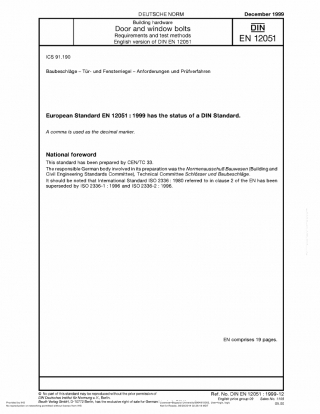 DEUTSCHE NORM
December 1999
Building hardware
Door and window bolts
Requirements and test methods
English version of DIN EN 12051
DIN
EN 12051
ICS 91.190
Baubeschläge – Tür- und Fensterriegel – Anforderungen und Prüfverfahren
European Standard EN 12051 : 1999 has the status of a DIN Standard.
A comma is used as the decimal marker.
National foreword
This standard has been prepared by CEN/TC 33.
The responsible German body involved in its preparation was the Normenausschuß Bauwesen (Building and
Civil Engineering Standards Committee), Technical Committee Schlösser und Baubeschläge.
It should be noted that International Standard ISO 2336 : 1980 referred to in clause 2 of the EN has been
superseded by ISO 2336-1 : 1996 and ISO 2336-2 : 1996.
EN comprises 19 pages.
© No part of this standard may be reproduced without the prior permission of
DIN Deutsches Institut für Normung e. V., Berlin.
Beuth Verlag GmbH, D-10772 Berlin, has the exclusive right of sale for German
Ref. No. DIN EN 12051 : 1999-12
English price group 09 Sales No.